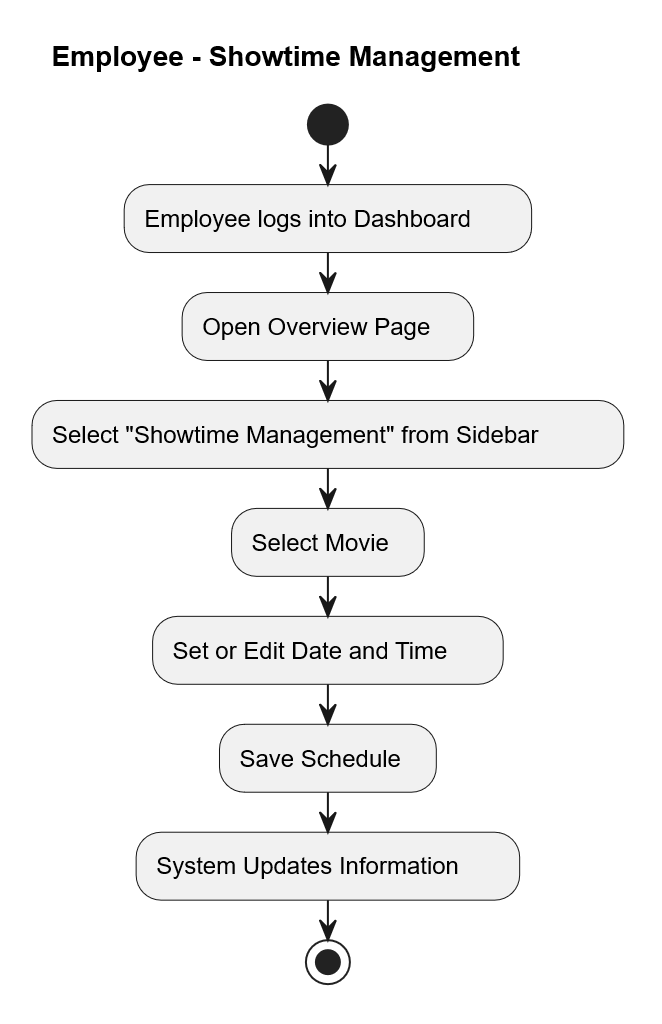 Employee - Showtime Management
Employee logs into Dashboard
Open Overview Page
Select "Showtime Management" from Sidebar
Select Movie
Set or Edit Date and Time
Save Schedule
System Updates Information